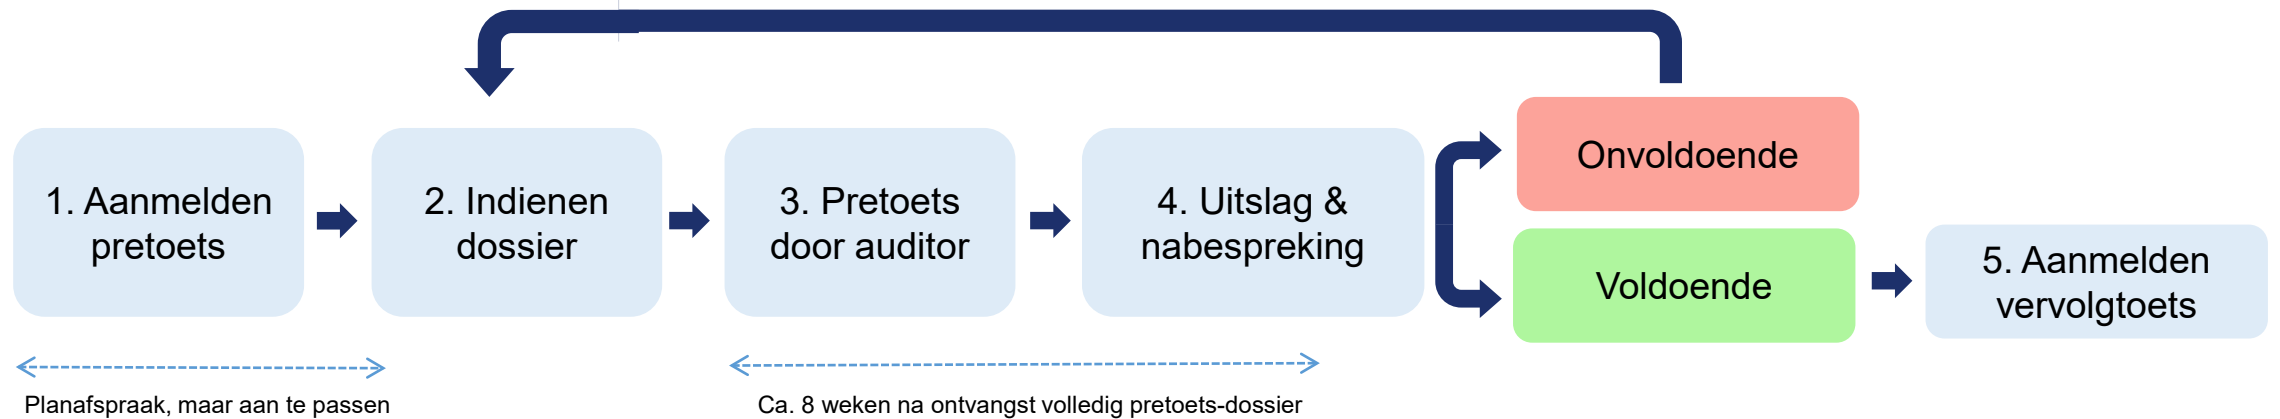 1. Aanmelden
pretoets
2. Indienen
dossier
3. Pretoets
door auditor
4. Uitslag &
nabespreking
Onvoldoende
Voldoende
5. Aanmelden
vervolgtoets
Planafspraak, maar aan te passen
Ca. 8 weken na ontvangst volledig pretoets-dossier